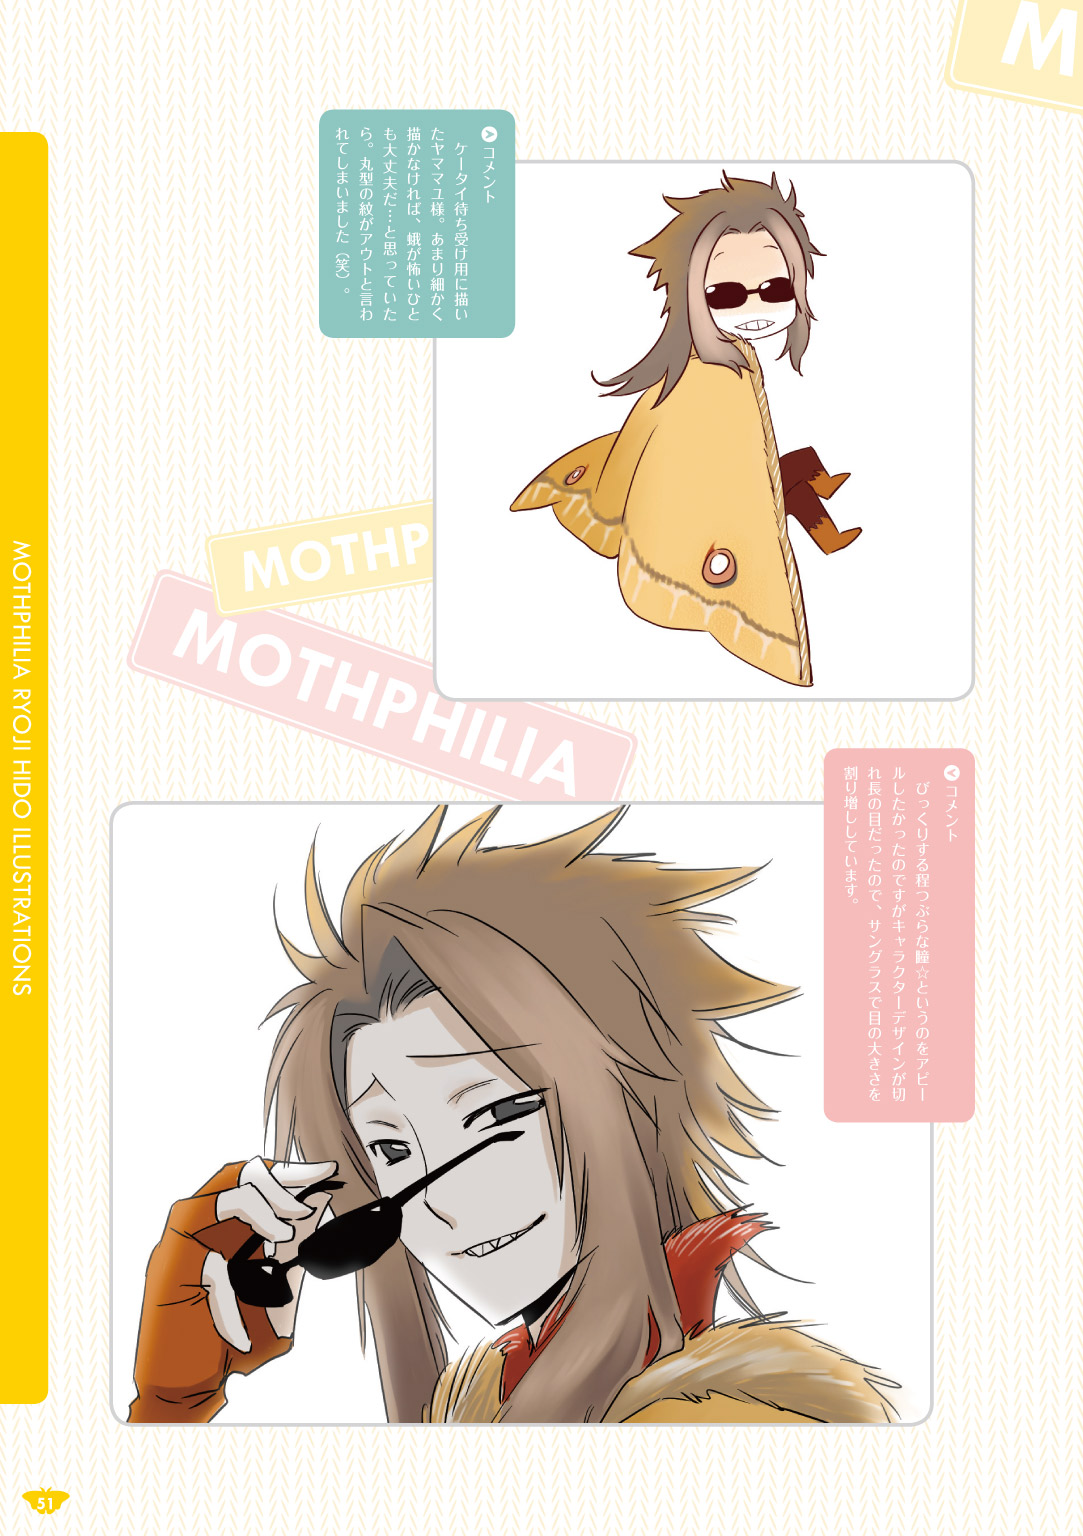 M
コメント
ケータイ待ち受け用に描い
たヤママユ様。あまり細かく
描かなければ、蛾が怖いひと
も大丈夫だ…と思っていた
ら。丸型の紋がアウトと言わ
れてしまいました（笑）。
MOTHP
MOTHPHILIA
コメント
びっくりする程つぶらな瞳☆というのをアピー
ルしたかったのですがキャラクターデザインが切
れ長の目だったので、サングラスで目の大きさを
割り増ししています。
MOTHPHILIA RYOJI HIDO ILLUSTRATIONS
51